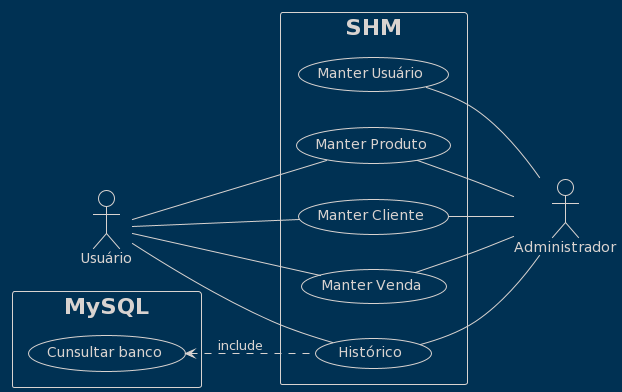 SHM
Manter Usuário
Manter Produto
Manter Cliente
Usuário
Administrador
Manter Venda
MySQL
Cunsultar banco
include
Histórico